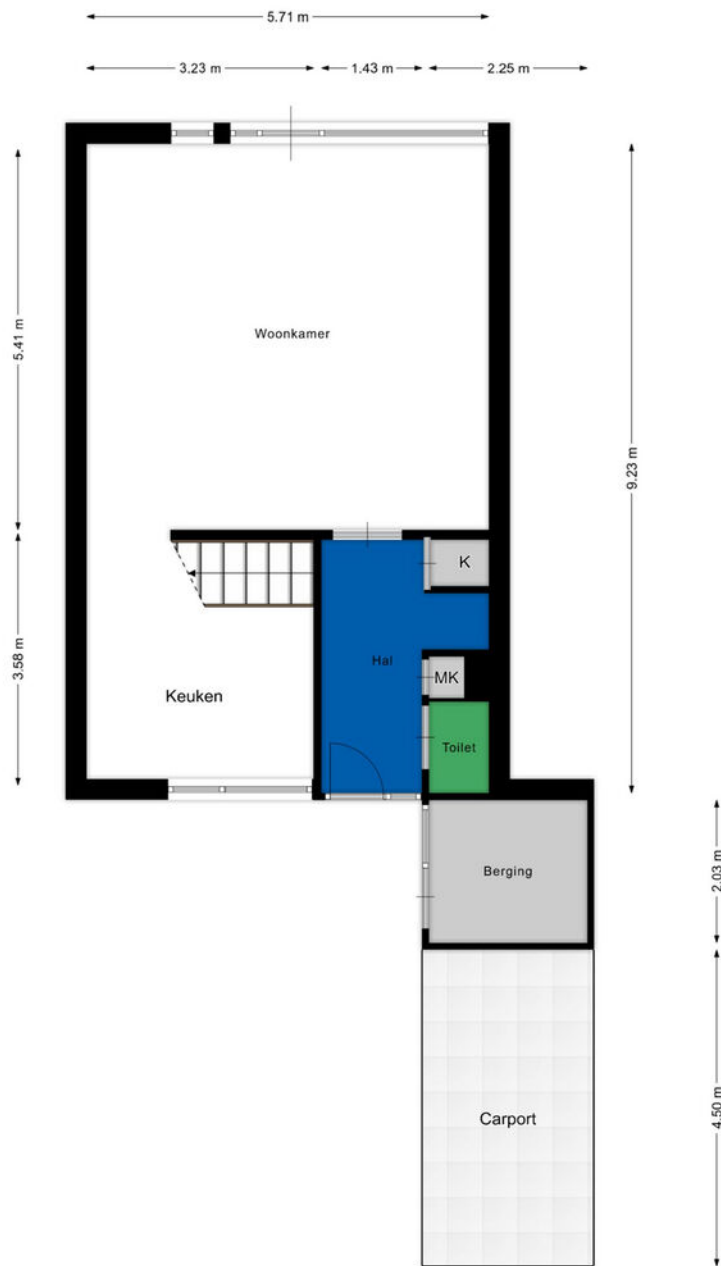 5.71 m
3.23 m
1.43 m
2.25 m
5.41 m
Woonkamer
9.23 m
K
3.58 m
Hal
MK
Keuken
Toilet
2.03 m
Berging
4.50 m
Carport